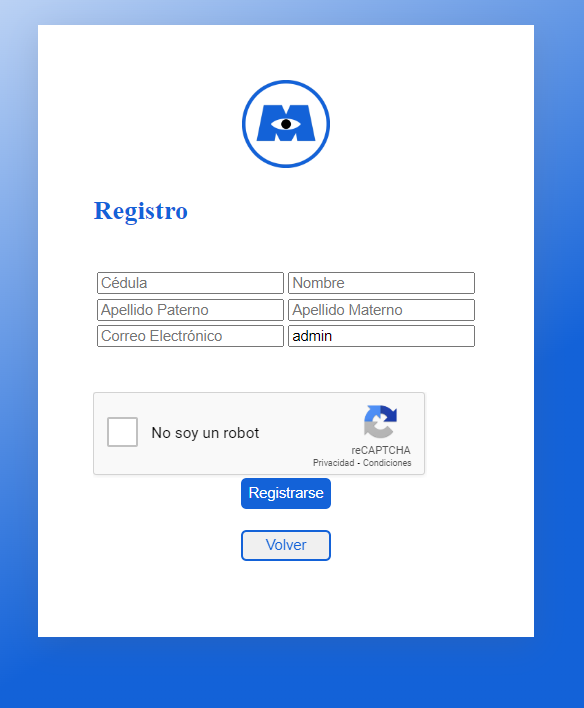 Registro
Cédula Nombre
Apellido Paterno Apellido Materno
Correo Electrónico admin
No soy un robot
reCAPTCHA
Privacidad - Condiciones
Registrarse
Volver